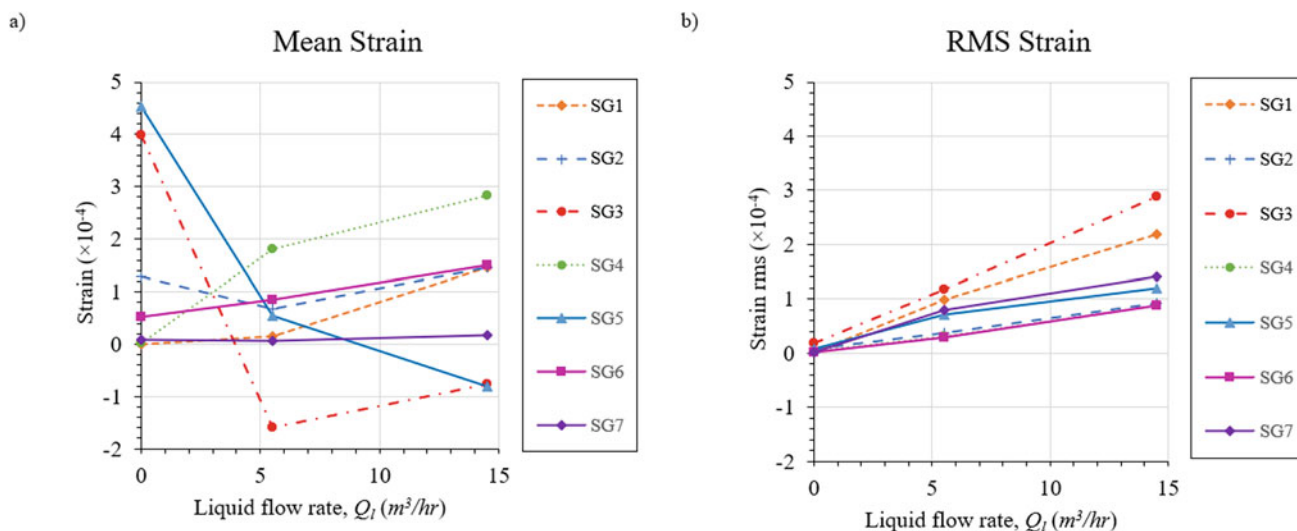 a)
Mean Strain
Strain (×10-4)
5
4
3
2
1
0
-1
-2
0
5
10
15
Liquid flow rate, Ql (m3/hr)
SG1
SG2
SG3
SG4
SG5
SG6
SG7
b)
RMS Strain
Strain rms (×10-4)
5
4
3
2
1
0
-1
-2
0
5
10
15
Liquid flow rate, Ql (m3/hr)
SG1
SG2
SG3
SG4
SG5
SG6
SG7